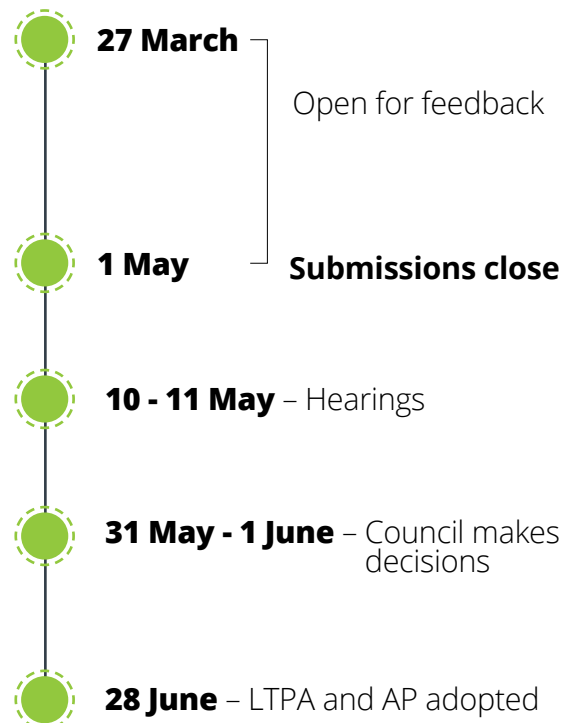 27 March
Open for feedback
1 May
Submissions close
10 - 11 May – Hearings
31 May - 1 June – Council makes
decisions
28 June – LTPA and AP adopted